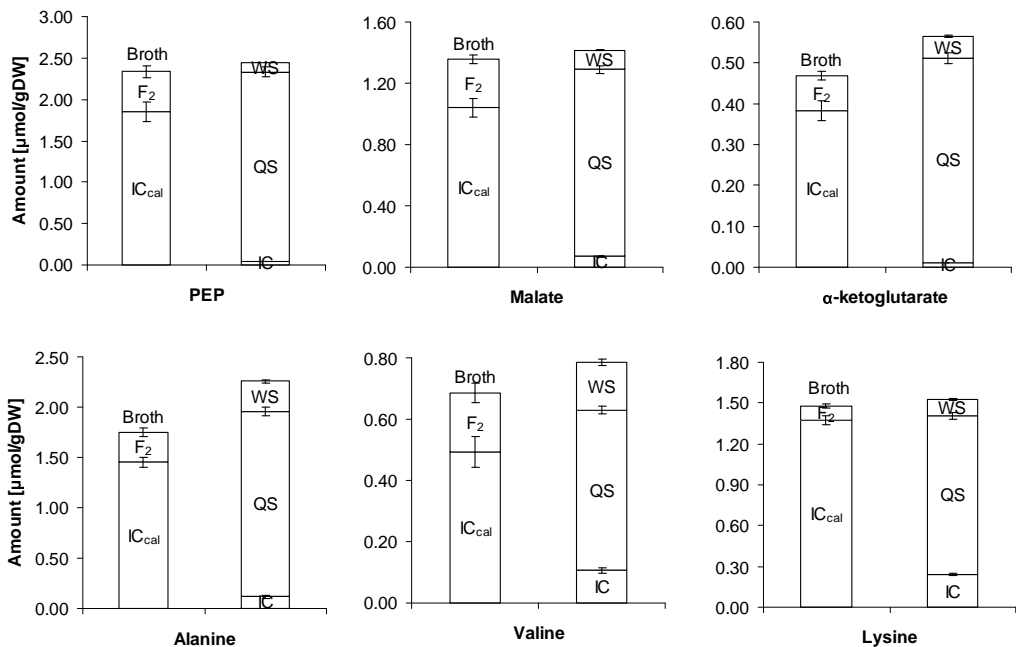 Amount [µmol/gDW]
3.00
2.50
2.00
1.50
1.00
0.50
0.00
Broth
F₂
IC_cal
WS
QS
IC
PEP
1.60
1.20
0.80
0.40
0.00
Broth
F₂
IC_cal
WS
QS
IC
Malate
0.60
0.50
0.40
0.30
0.20
0.10
0.00
Broth
F₂
IC_cal
WS
QS
IC
α-ketoglutarate
Amount [µmol/gDW]
2.50
2.00
1.50
1.00
0.50
0.00
Broth
F₂
IC_cal
WS
QS
IC
Alanine
0.80
0.60
0.40
0.20
0.00
Broth
F₂
IC_cal
WS
QS
IC
Valine
1.80
1.50
1.20
0.90
0.60
0.30
0.00
Broth
F₂
IC_cal
WS
QS
IC
Lysine